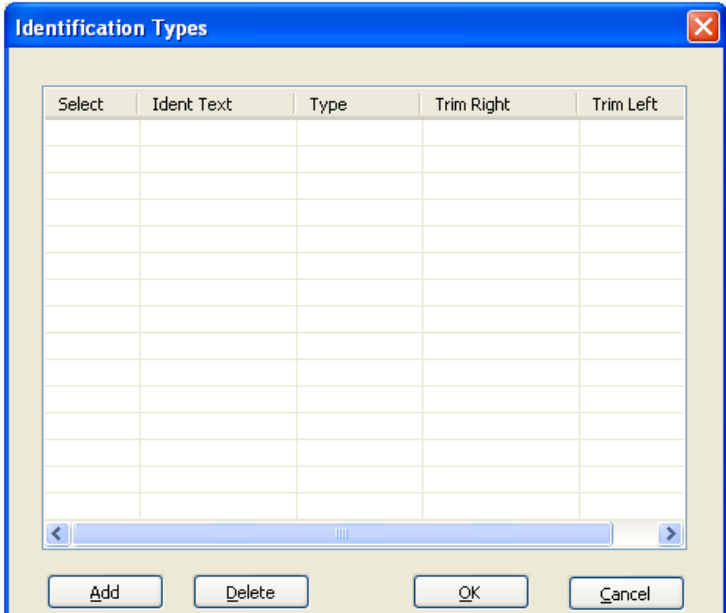 Identification Types
Select Ident Text Type Trim Right Trim Left
Add Delete OK Cancel